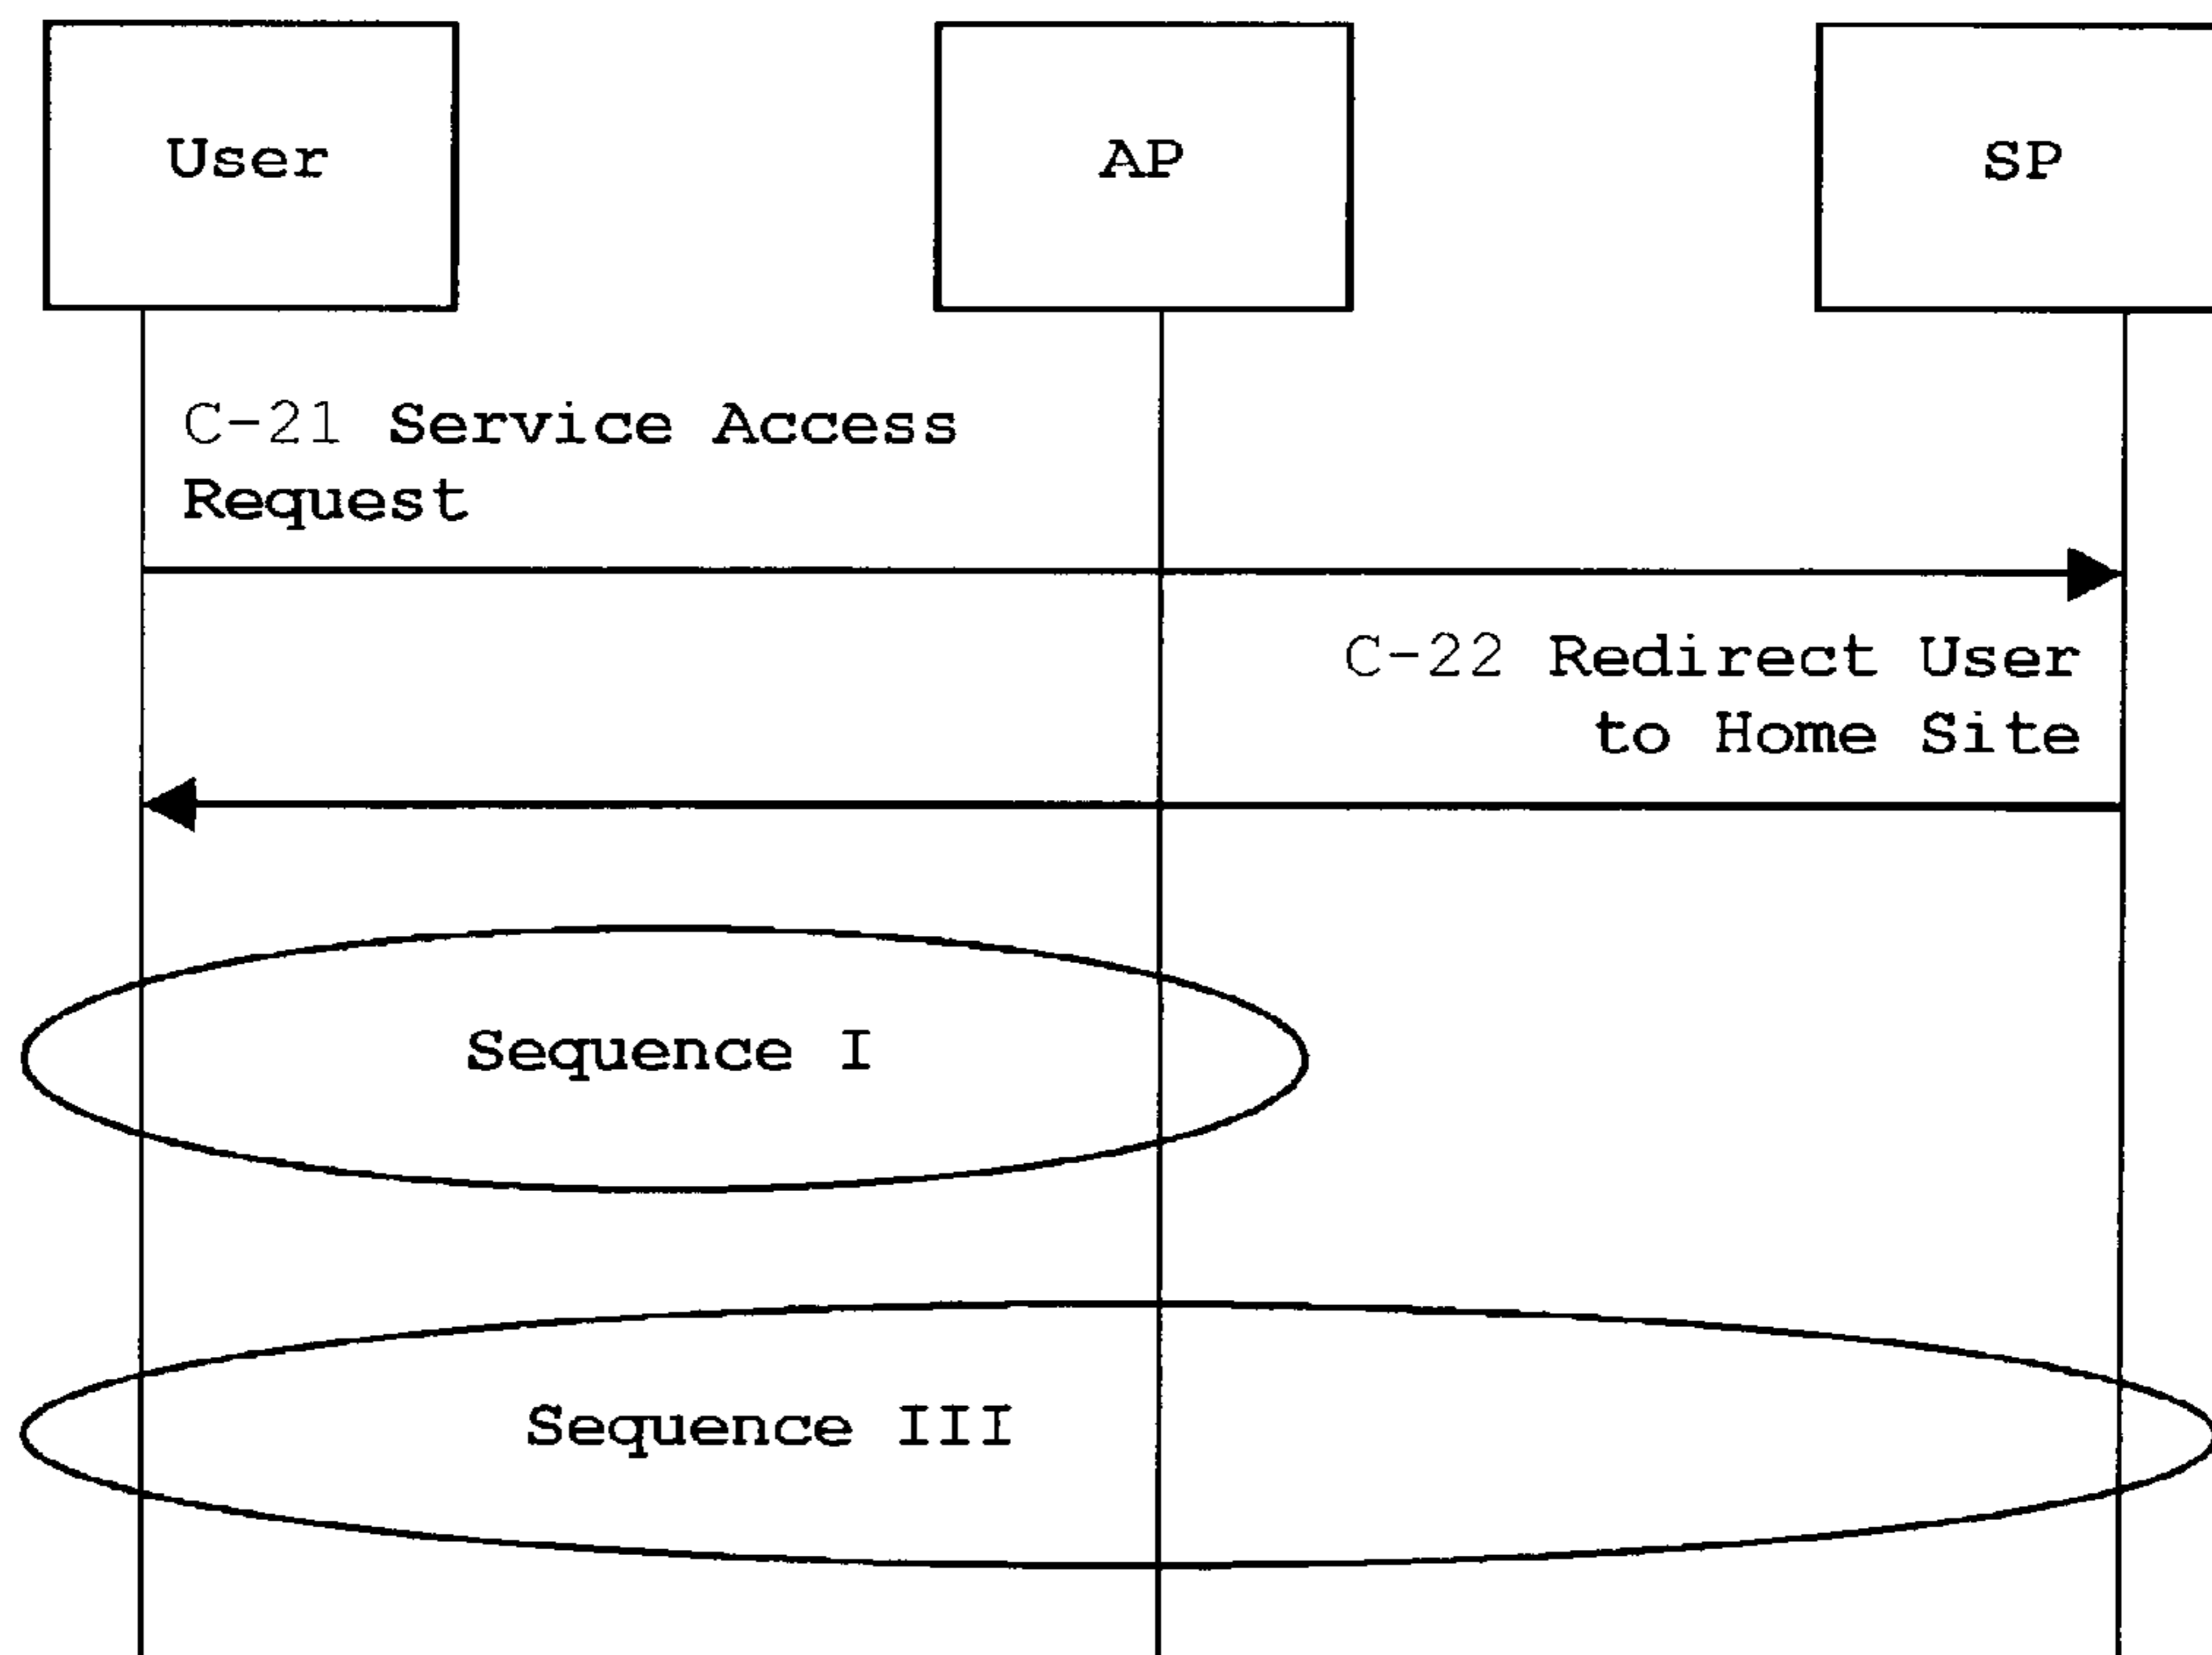 User
AP
SP
C-21 Service Access
Request
C-22 Redirect User
to Home Site
Sequence I
Sequence III